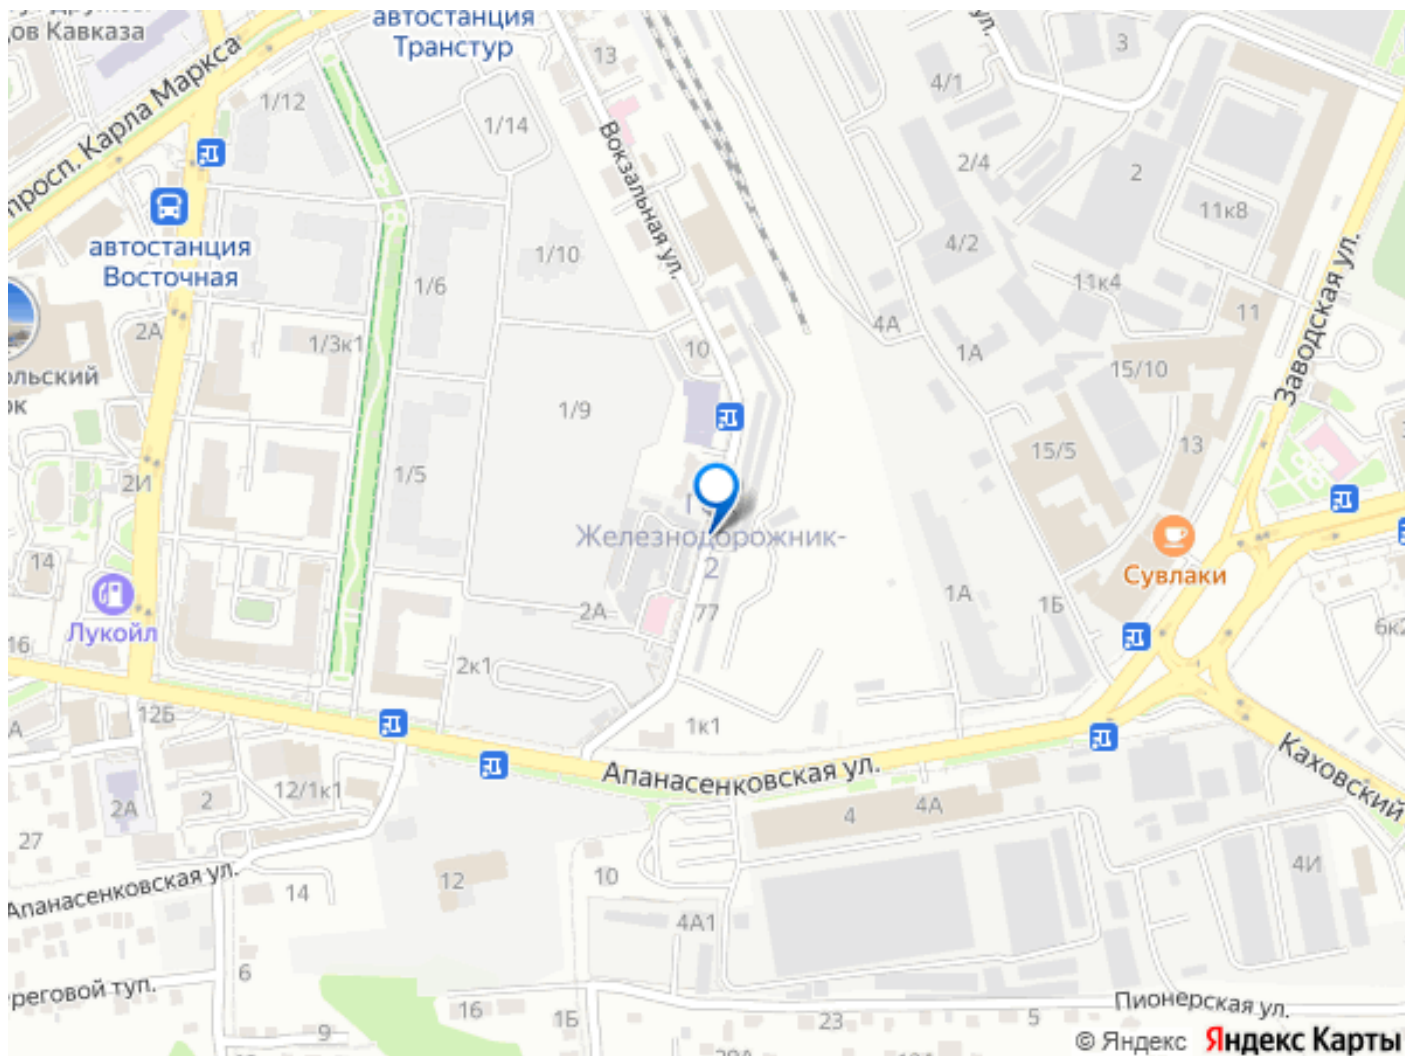 ов Кавказа
автостанция
Транстур
просп. Карла Маркса
1/12
13
3
4/1
1/14
Вокзальная ул.
2/4
2
11к8
автостанция
Восточная
1/10
4/2
1/6
11к4
11
2А
1/3к1
10
4А
1А
Заводская ул.
ольский
ок
1/9
15/10
13
15/5
1/5
2И
Железнодорожник-
2
14
Лукойл
Сувлаки
2А
77
1А
1Б
16
2к1
6к2
12Б
1к1
Апанасенковская ул.
Каховский
2А
2
12/1к1
4
4А
27
4И
Апанасенковская ул.
14
12
10
4А1
6
реговой туп.
16
1Б
9
23
5
Пионерская ул.
© Яндекс
Яндекс Карты